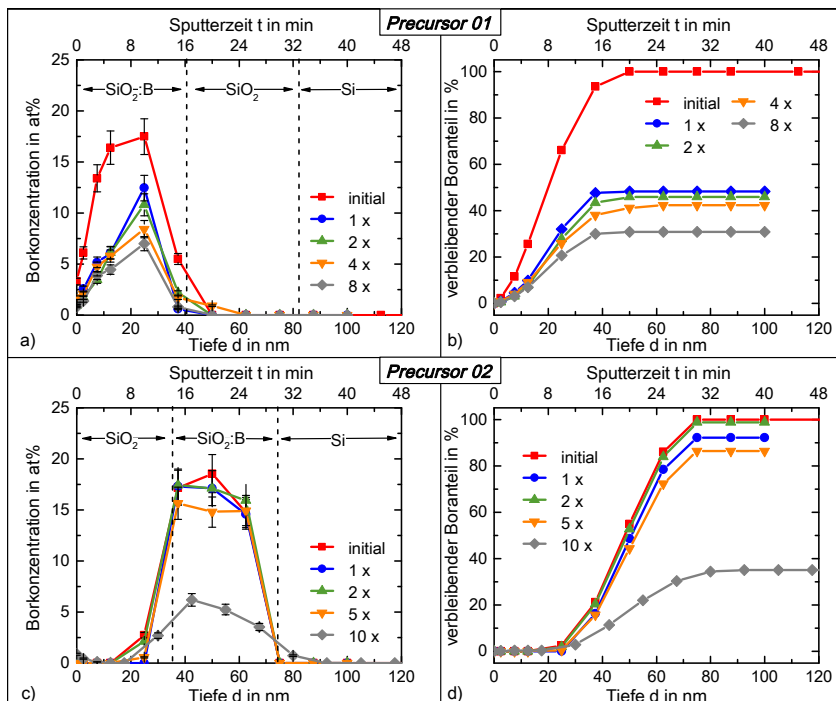 Sputterzeit t in min
Precursor 01
Sputterzeit t in min
0 8 16 24 32 40 48
0 8 16 24 32 40 48
25
20
15
10
5
0
Borkonzentration in at%
SiO2:B
SiO2
Si
initial
1 x
2 x
4 x
8 x
a)
0 20 40 60 80 100 120
Tiefe d in nm
100
80
60
40
20
0
verbleibender Boranteil in %
initial
1 x
2 x
4 x
8 x
b)
0 20 40 60 80 100 120
Tiefe d in nm
Sputterzeit t in min
Precursor 02
Sputterzeit t in min
0 8 16 24 32 40 48
0 8 16 24 32 40 48
25
20
15
10
5
0
Borkonzentration in at%
SiO2
SiO2:B
Si
initial
1 x
2 x
5 x
10 x
c)
0 20 40 60 80 100 120
Tiefe d in nm
100
80
60
40
20
0
verbleibender Boranteil in %
initial
1 x
2 x
5 x
10 x
d)
0 20 40 60 80 100 120
Tiefe d in nm